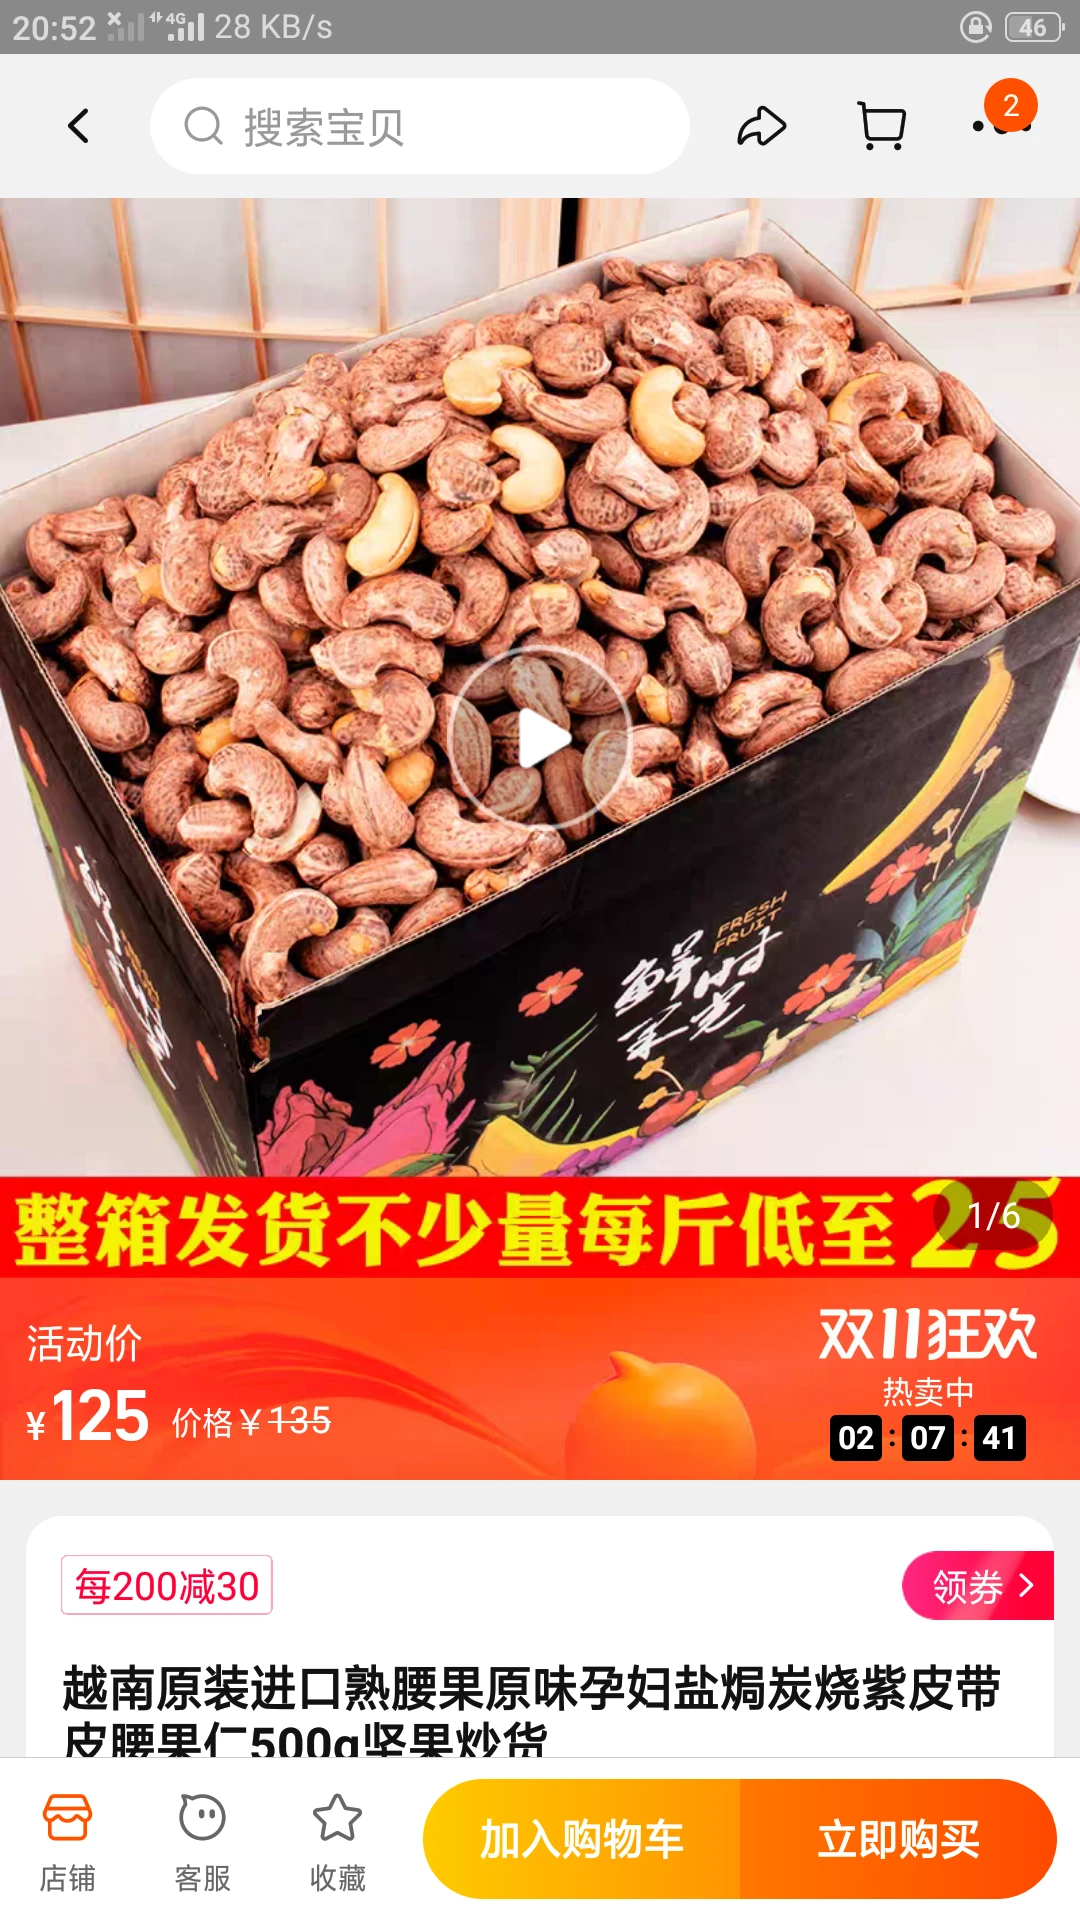 20:52
4G
28 KB/s
46
搜索宝贝
2
FRESH
FRUIT
鲜时
果光
整箱发货不少量每斤低至25
1/6
活动价
¥125 价格￥135
双11狂欢
热卖中
02:07:41
每200减30
领券
越南原装进口熟腰果原味孕妇盐焗炭烧紫皮带
皮腰果仁500g坚果炒货
店铺
客服
收藏
加入购物车
立即购买